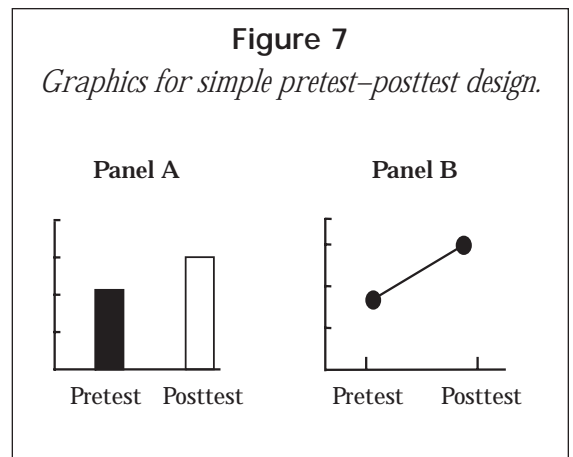 Figure 7
Graphics for simple pretest–posttest design.
Panel A
Panel B
Pretest Posttest
Pretest Posttest